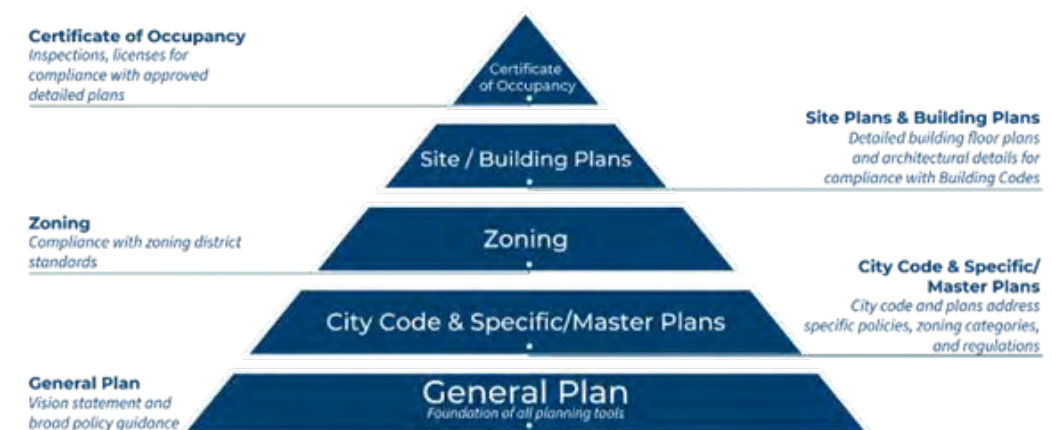 Certificate of Occupancy
Inspections, licenses for
compliance with approved
detailed plans
Certificate
of Occupancy
Site Plans & Building Plans
Detailed building floor plans
and architectural details for
compliance with Building Codes
Site / Building Plans
Zoning
Compliance with zoning district
standards
Zoning
City Code & Specific/
Master Plans
City code and plans address
specific policies, zoning categories,
and regulations
City Code & Specific/Master Plans
General Plan
Vision statement and
broad policy guidance
General Plan
Foundation of all planning tools